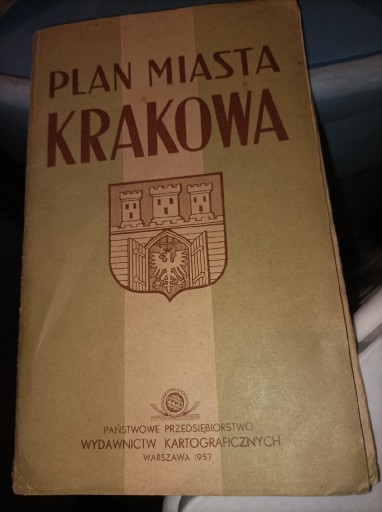 PLAN MIASTA
KRAKOWA
PAŃSTWOWE PRZEDSIĘBIORSTWO
WYDAWNICTW KARTOGRAFICZNYCH
WARSZAWA 1957